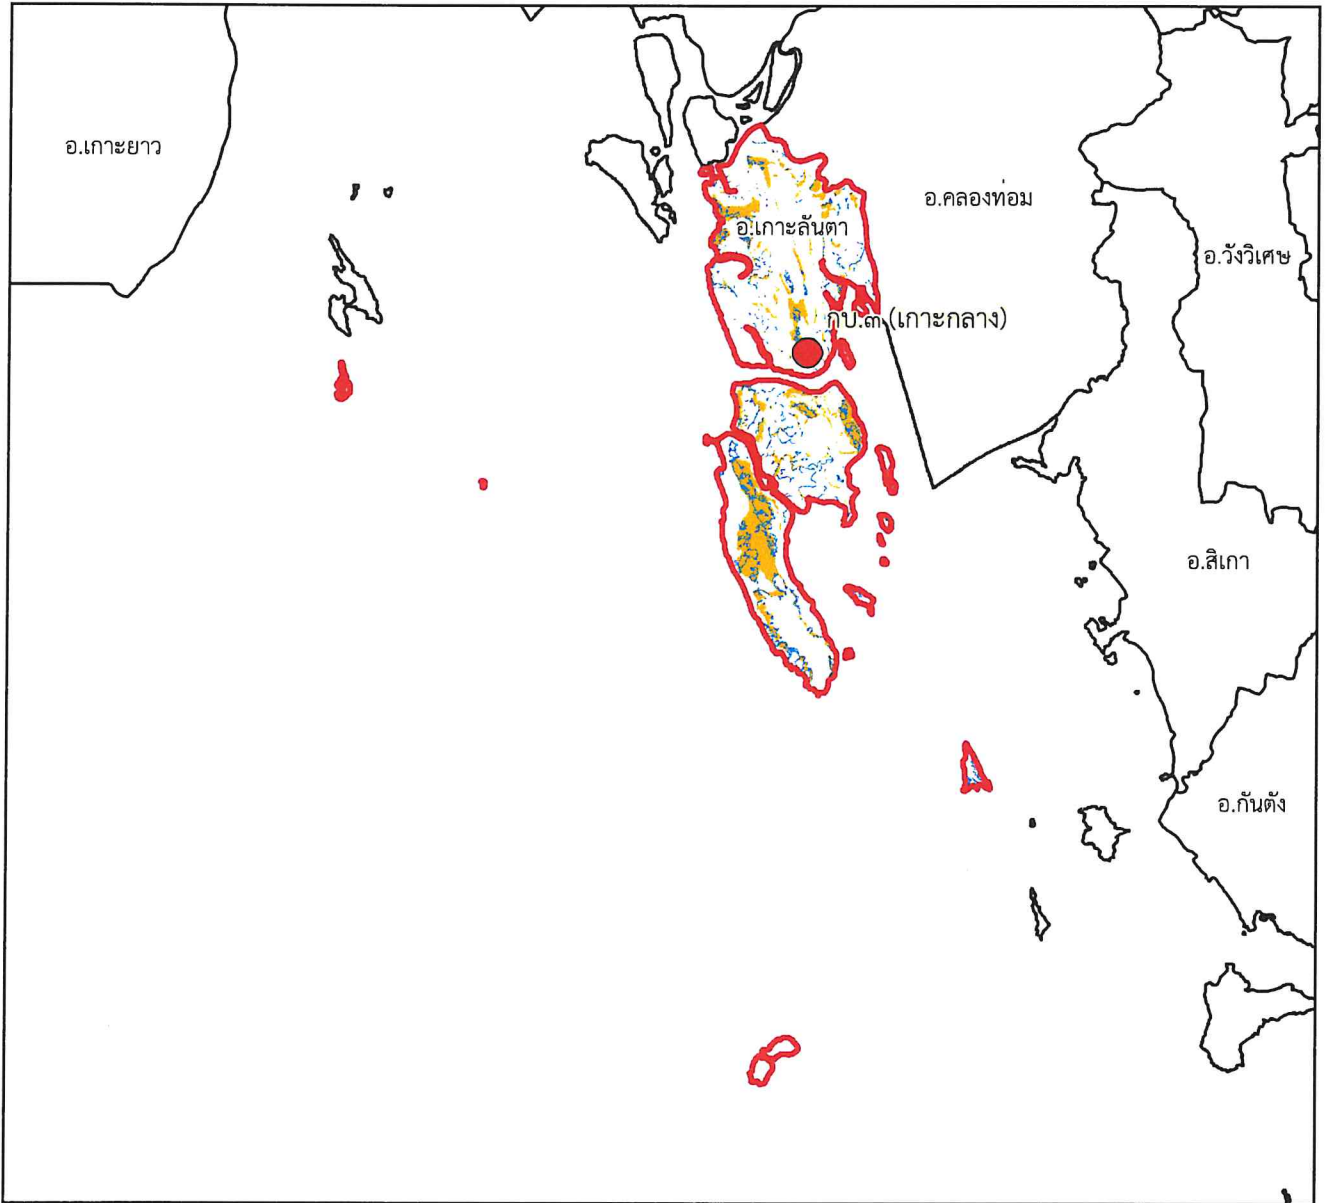 อ.เกาะยาว
อ.คลองท่อม
อ.เกาะลันตา
อ.วังวิเศษ
กบ.๓ (เกาะกลาง)
อ.สิเกา
อ.กันตัง